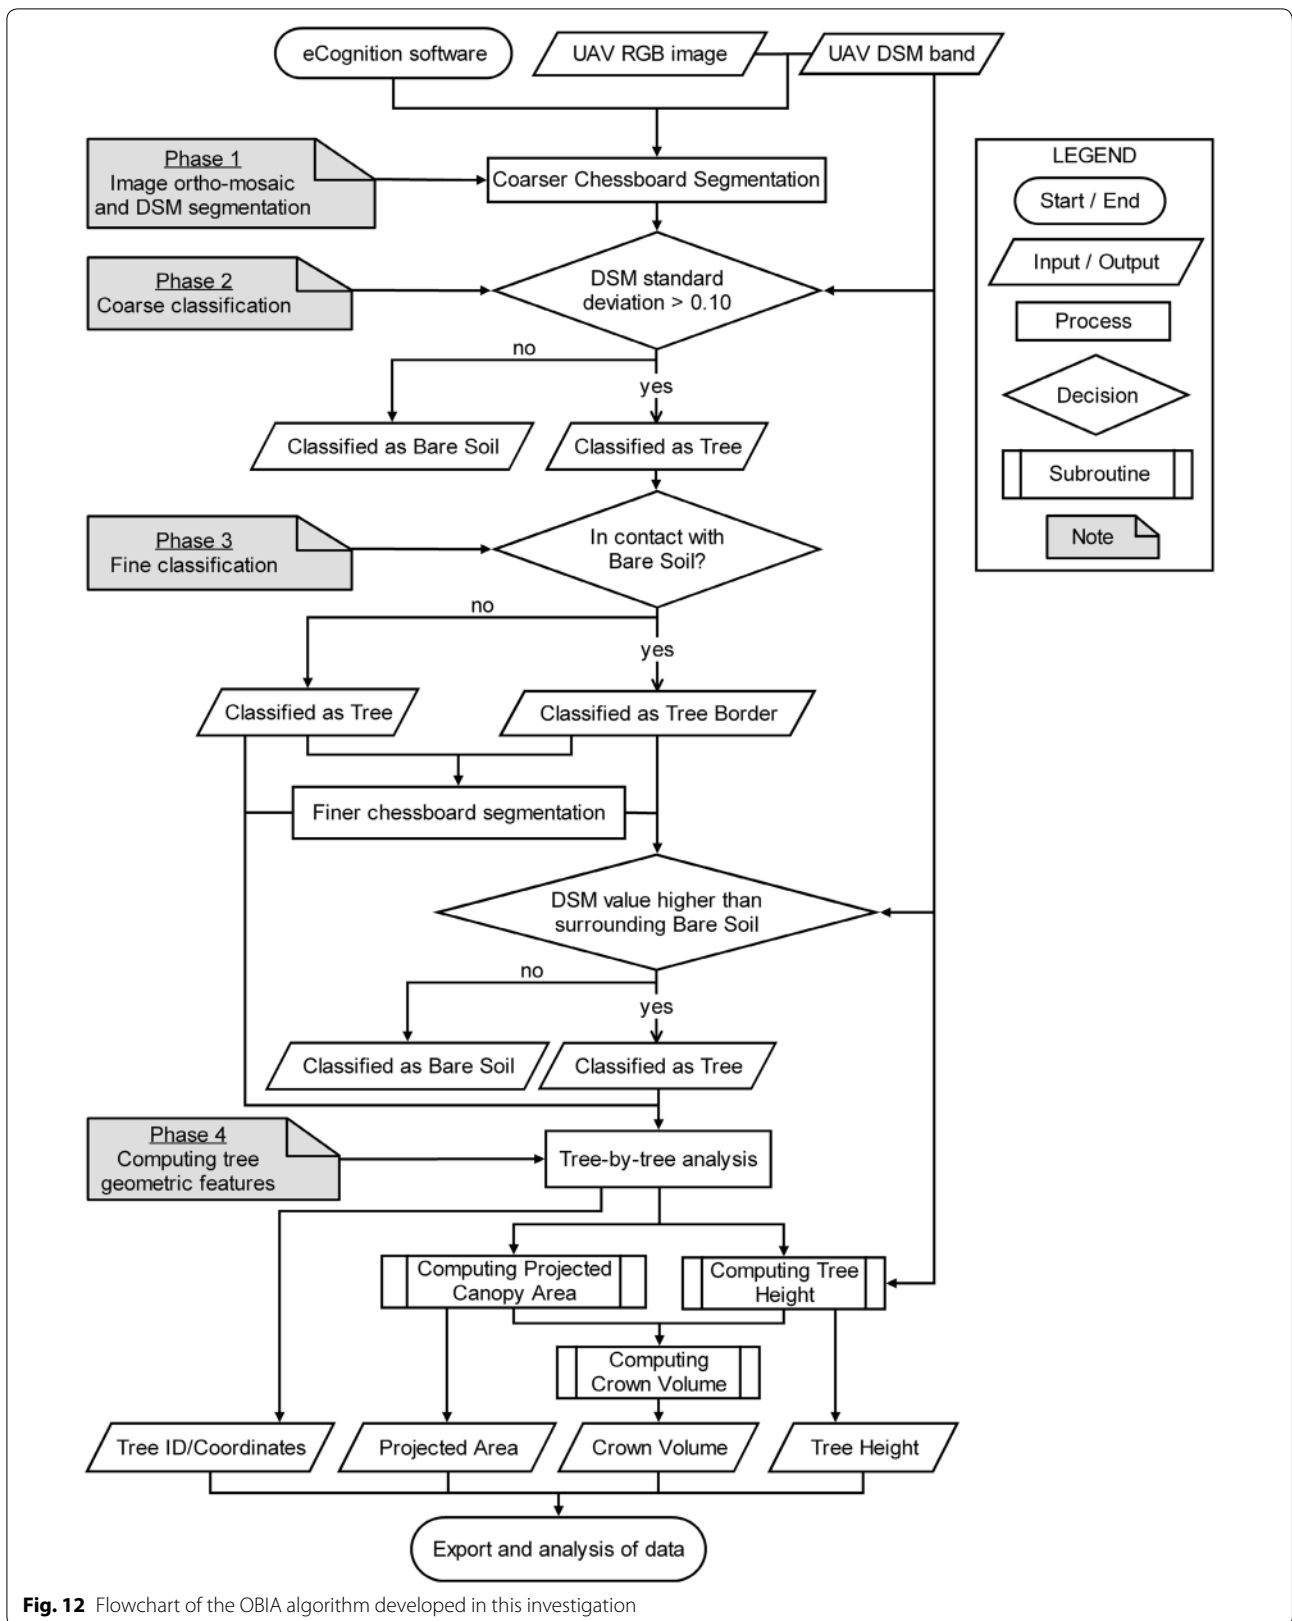 eCognition software
UAV RGB image
UAV DSM band
Phase 1
Image ortho-mosaic
and DSM segmentation
Coarser Chessboard Segmentation
LEGEND
Start / End
Input / Output
Process
Decision
Subroutine
Note
Phase 2
Coarse classification
DSM standard
deviation > 0.10
no
yes
Classified as Bare Soil
Classified as Tree
Phase 3
Fine classification
In contact with
Bare Soil?
no
yes
Classified as Tree
Classified as Tree Border
Finer chessboard segmentation
DSM value higher than
surrounding Bare Soil
no
yes
Classified as Bare Soil
Classified as Tree
Phase 4
Computing tree
geometric features
Tree-by-tree analysis
Computing Projected
Canopy Area
Computing Tree
Height
Computing
Crown Volume
Tree ID/Coordinates
Projected Area
Crown Volume
Tree Height
Export and analysis of data
Fig. 12 Flowchart of the OBIA algorithm developed in this investigation